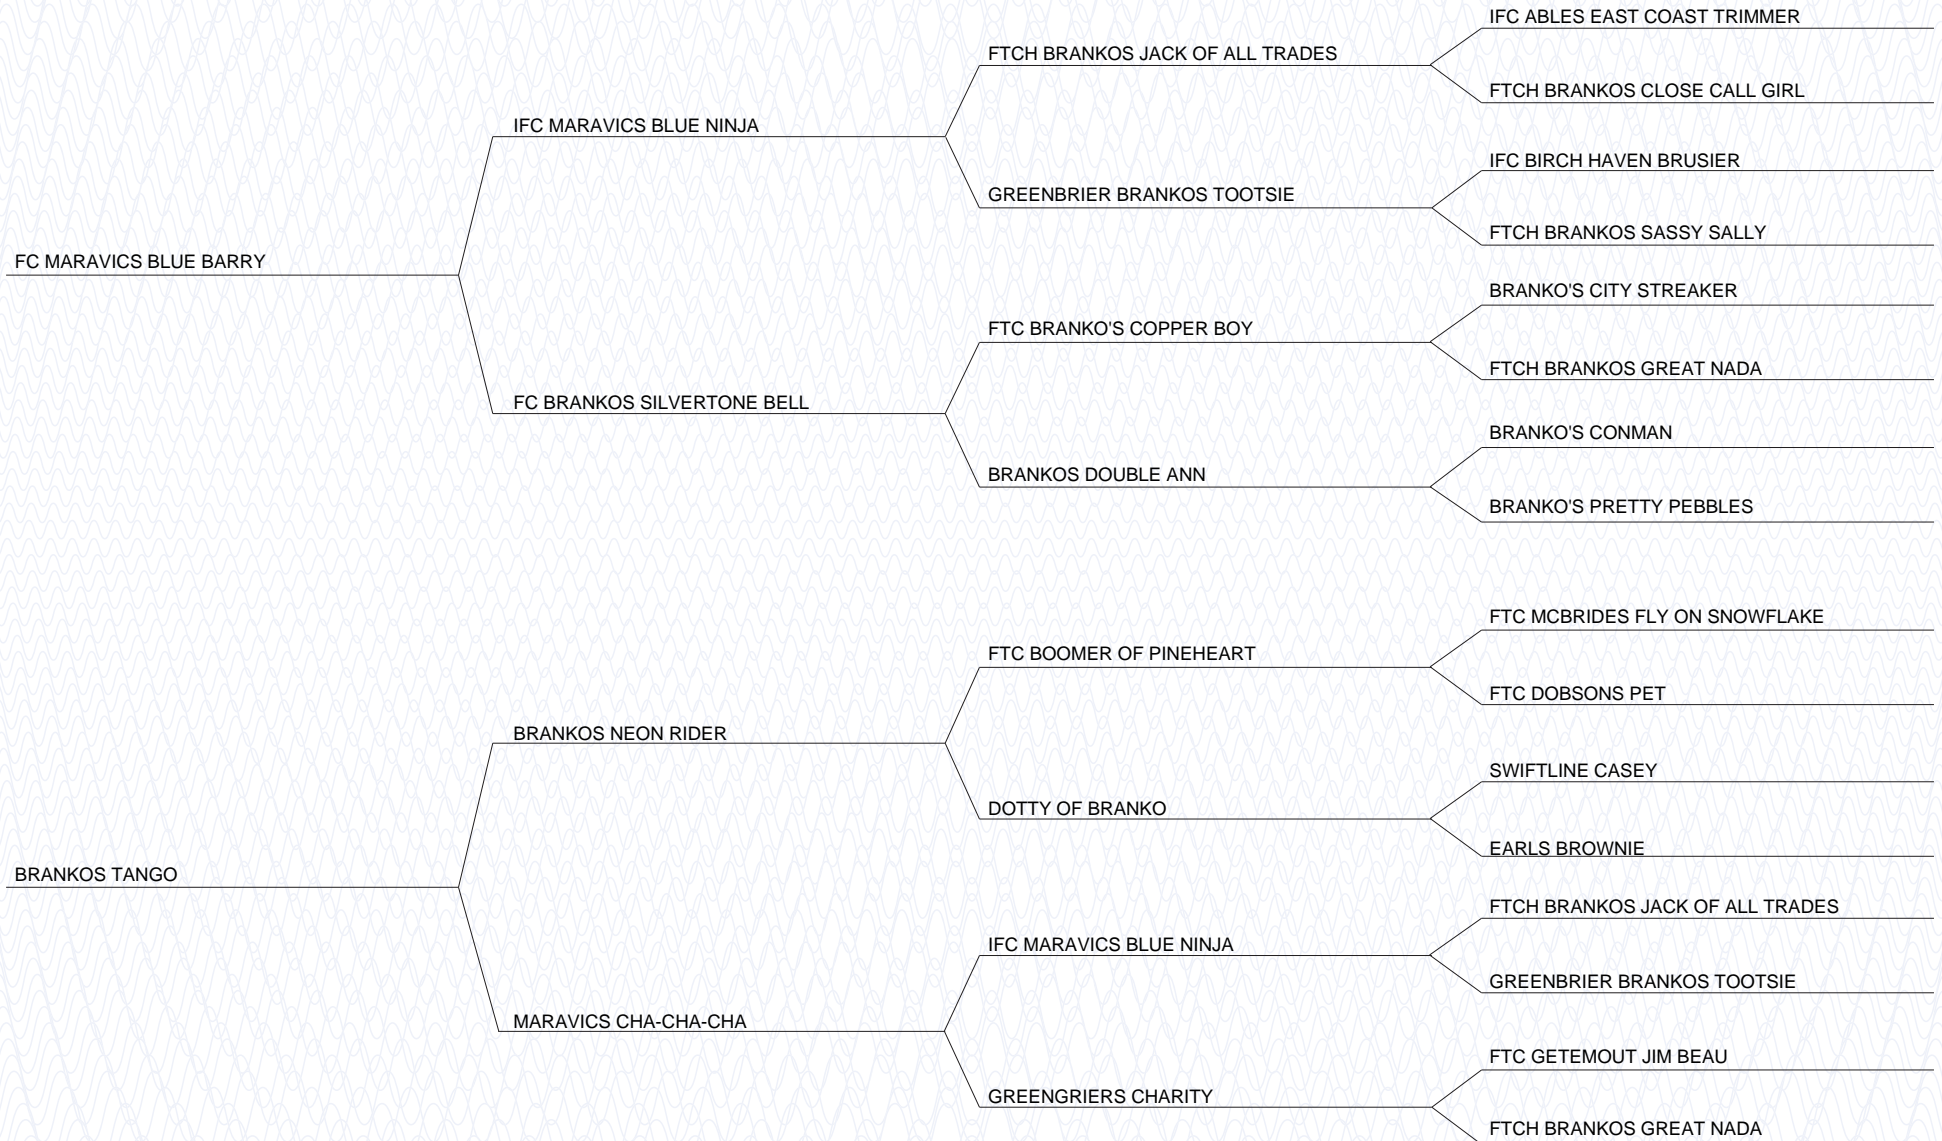 IFC ABLES EAST COAST TRIMMER
FTCH BRANKOS JACK OF ALL TRADES
FTCH BRANKOS CLOSE CALL GIRL
IFC MARAVICS BLUE NINJA
IFC BIRCH HAVEN BRUSIER
GREENBRIER BRANKOS TOOTSIE
FTCH BRANKOS SASSY SALLY
FC MARAVICS BLUE BARRY
BRANKO'S CITY STREAKER
FTC BRANKO'S COPPER BOY
FTCH BRANKOS GREAT NADA
FC BRANKOS SILVERTONE BELL
BRANKO'S CONMAN
BRANKOS DOUBLE ANN
BRANKO'S PRETTY PEBBLES
FTC MCBRIDES FLY ON SNOWFLAKE
FTC BOOMER OF PINEHEART
FTC DOBSONS PET
BRANKOS NEON RIDER
SWIFTLINE CASEY
DOTTY OF BRANKO
EARLS BROWNIE
BRANKOS TANGO
FTCH BRANKOS JACK OF ALL TRADES
IFC MARAVICS BLUE NINJA
GREENBRIER BRANKOS TOOTSIE
MARAVICS CHA-CHA-CHA
FTC GETEMOUT JIM BEAU
GREENGRIERS CHARITY
FTCH BRANKOS GREAT NADA